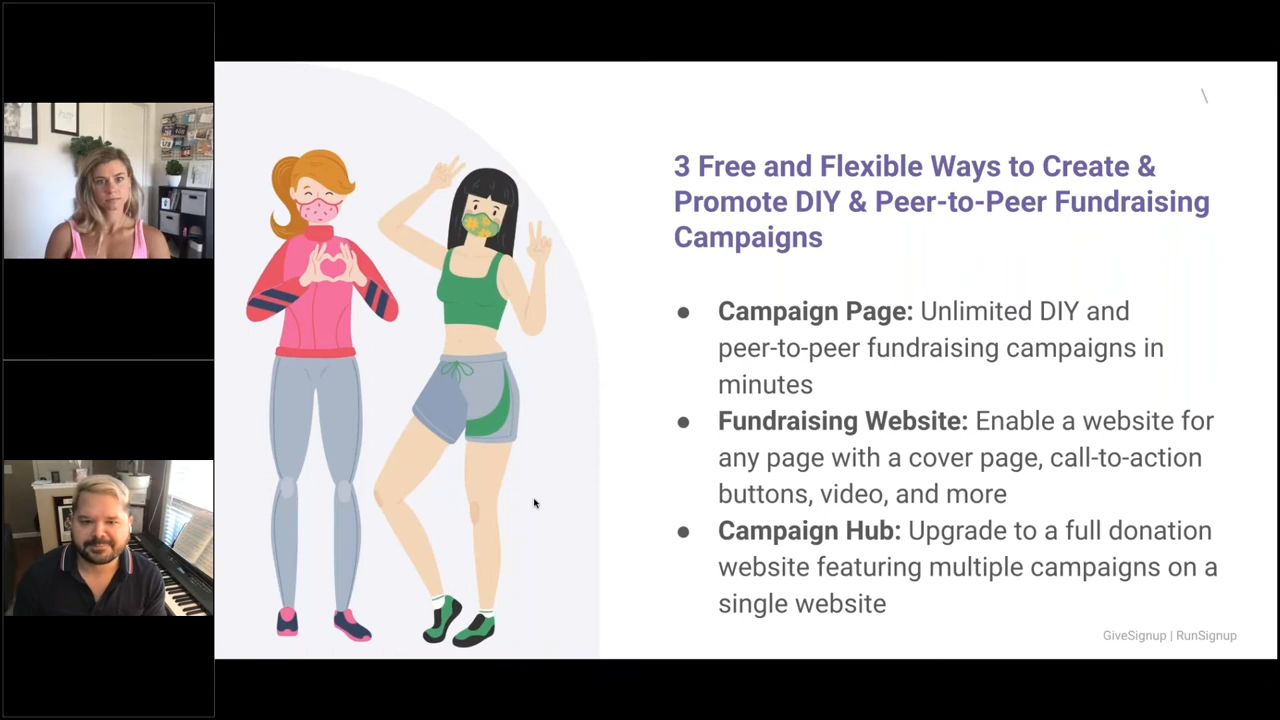 3 Free and Flexible Ways to Create &
Promote DIY & Peer-to-Peer Fundraising
Campaigns
● Campaign Page: Unlimited DIY and
peer-to-peer fundraising campaigns in
minutes
● Fundraising Website: Enable a website for
any page with a cover page, call-to-action
buttons, video, and more
● Campaign Hub: Upgrade to a full donation
website featuring multiple campaigns on a
single website
GiveSignup | RunSignup